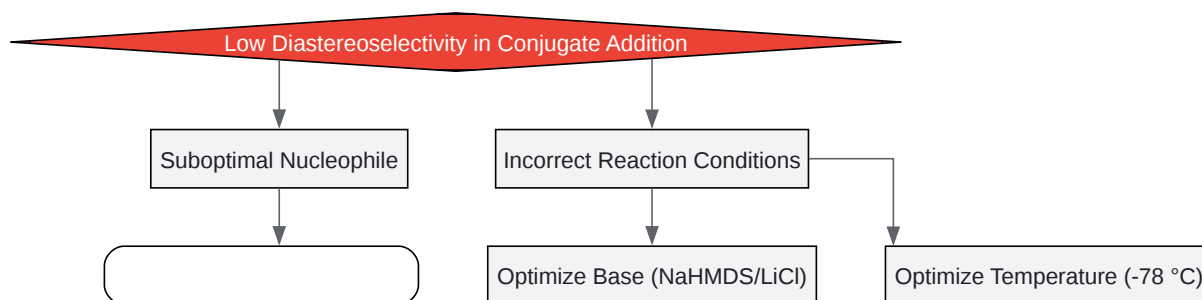 Low Diastereoselectivity in Conjugate Addition
Suboptimal Nucleophile
Incorrect Reaction Conditions
Optimize Base (NaHMDS/LiCl)
Optimize Temperature (-78 °C)